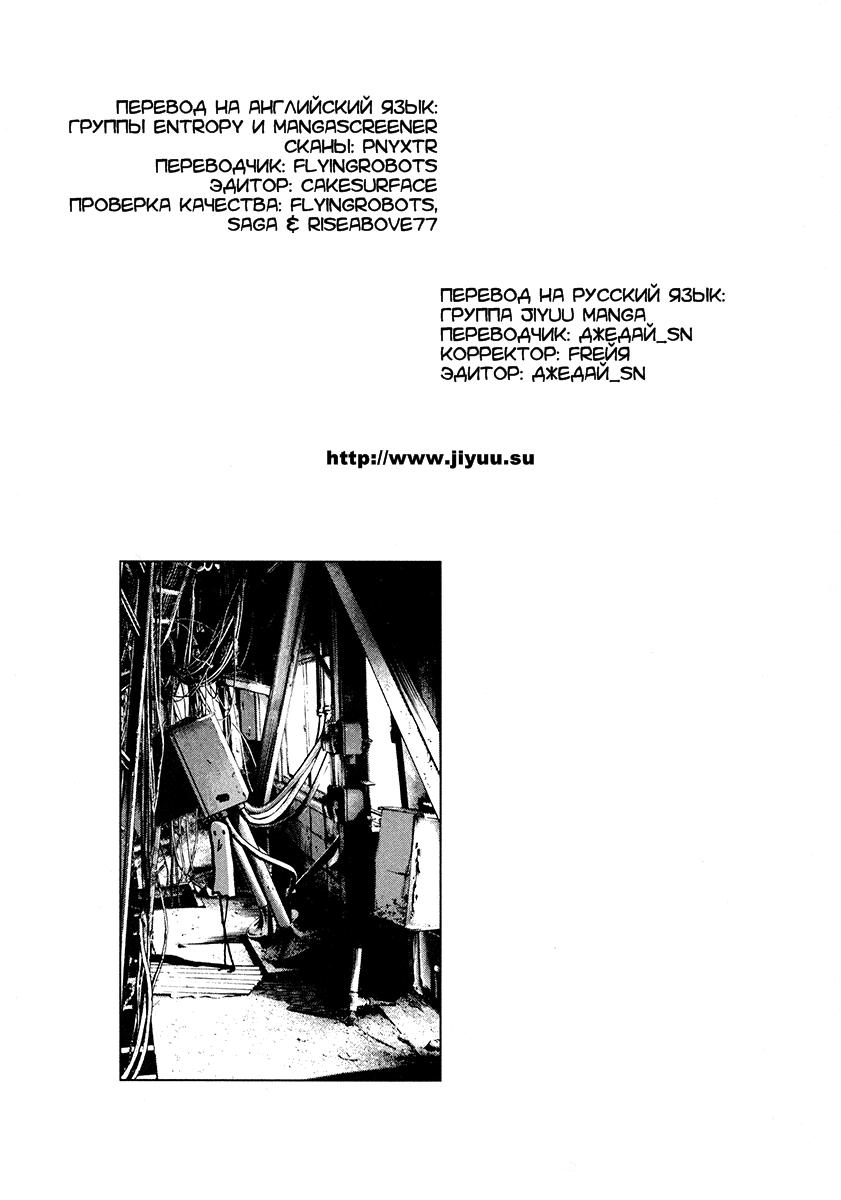 ПЕРЕВОД НА АНГЛИЙСКИЙ ЯЗЫК:
ГРУППЫ ENTROPY И MANGASCREENER
СКАНЫ: PNYXTR
ПЕРЕВОДЧИК: FLYINGROBOTS
ЭДИТОР: CAKESURFACE
ПРОВЕРКА КАЧЕСТВА: FLYINGROBOTS,
SAGA & RISEABOVE77
ПЕРЕВОД НА РУССКИЙ ЯЗЫК:
ГРУППА JIYUU MANGA
ПЕРЕВОДЧИК: ДЖЕДАЙ_SN
КОРРЕКТОР: FRЕЙЯ
ЭДИТОР: ДЖЕДАЙ_SN
http://www.jiyuu.su